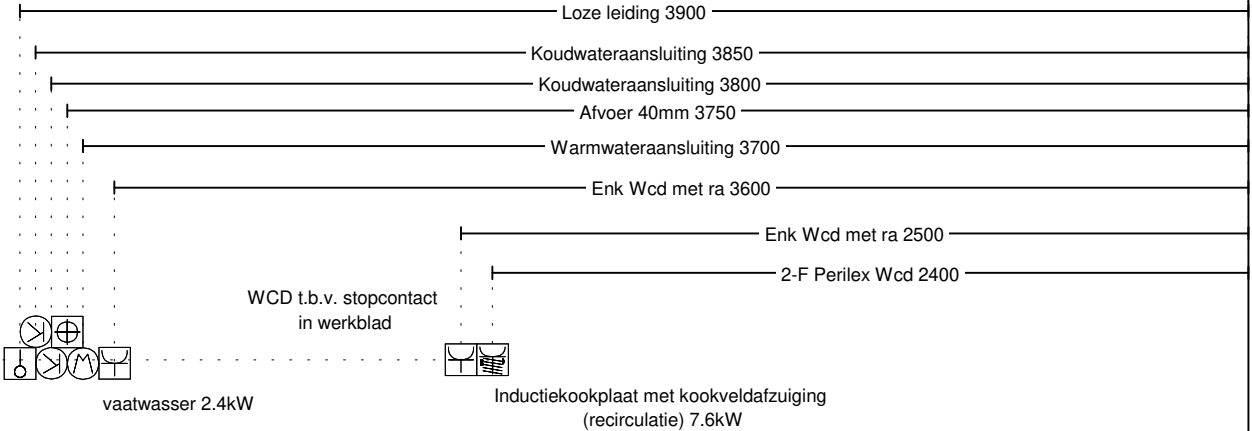 Loze leiding 3900
Koudwateraansluiting 3850
Koudwateraansluiting 3800
Afvoer 40mm 3750
Warmwateraansluiting 3700
Enk Wcd met ra 3600
Enk Wcd met ra 2500
2-F Perilex Wcd 2400
WCD t.b.v. stopcontact
in werkblad
K
K W
vaatwasser 2.4kW
Inductiekookplaat met kookveldafzuiging
(recirculatie) 7.6kW